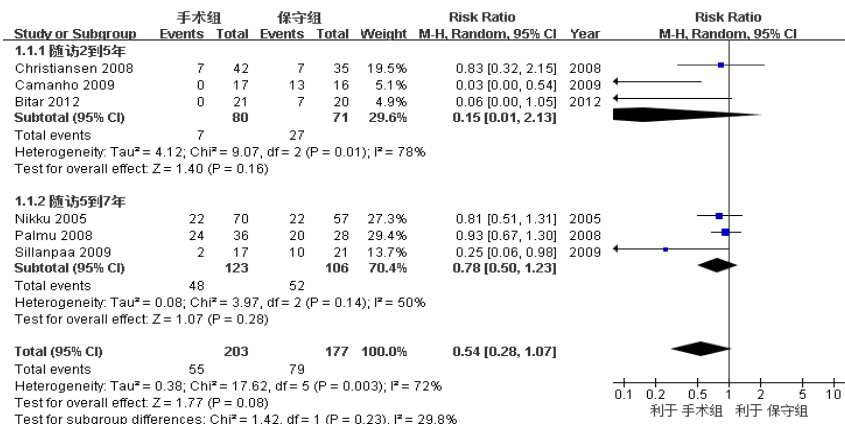 手术组 保守组 Risk Ratio Risk Ratio
Study or Subgroup Events Total Events Total Weight M-H, Random, 95% CI Year M-H, Random, 95% CI
1.1.1 随访2到5年
Christiansen 2008 7 42 7 35 19.5% 0.83 [0.32, 2.15] 2008
Camanho 2009 0 17 13 16 5.1% 0.03 [0.00, 0.54] 2009
Bitar 2012 0 21 7 20 4.9% 0.06 [0.00, 1.05] 2012
Subtotal (95% CI) 80 71 29.6% 0.15 [0.01, 2.13]
Total events 7 27
Heterogeneity: Tau² = 4.12; Chi² = 9.07, df = 2 (P = 0.01); I² = 78%
Test for overall effect: Z = 1.40 (P = 0.16)
1.1.2 随访5到7年
Nikku 2005 22 70 22 57 27.3% 0.81 [0.51, 1.31] 2005
Palmu 2008 24 36 20 28 29.4% 0.93 [0.67, 1.30] 2008
Sillanpaa 2009 2 17 10 21 13.7% 0.25 [0.06, 0.98] 2009
Subtotal (95% CI) 123 106 70.4% 0.78 [0.50, 1.23]
Total events 48 52
Heterogeneity: Tau² = 0.08; Chi² = 3.97, df = 2 (P = 0.14); I² = 50%
Test for overall effect: Z = 1.07 (P = 0.28)
Total (95% CI) 203 177 100.0% 0.54 [0.28, 1.07]
Total events 55 79
Heterogeneity: Tau² = 0.38; Chi² = 17.62, df = 5 (P = 0.003); I² = 72%
Test for overall effect: Z = 1.77 (P = 0.08)
Test for subgroup differences: Chi² = 1.42, df = 1 (P = 0.23), I² = 29.8%
0.1 0.2 0.5 1 2 5 10
利于 手术组 利于 保守组